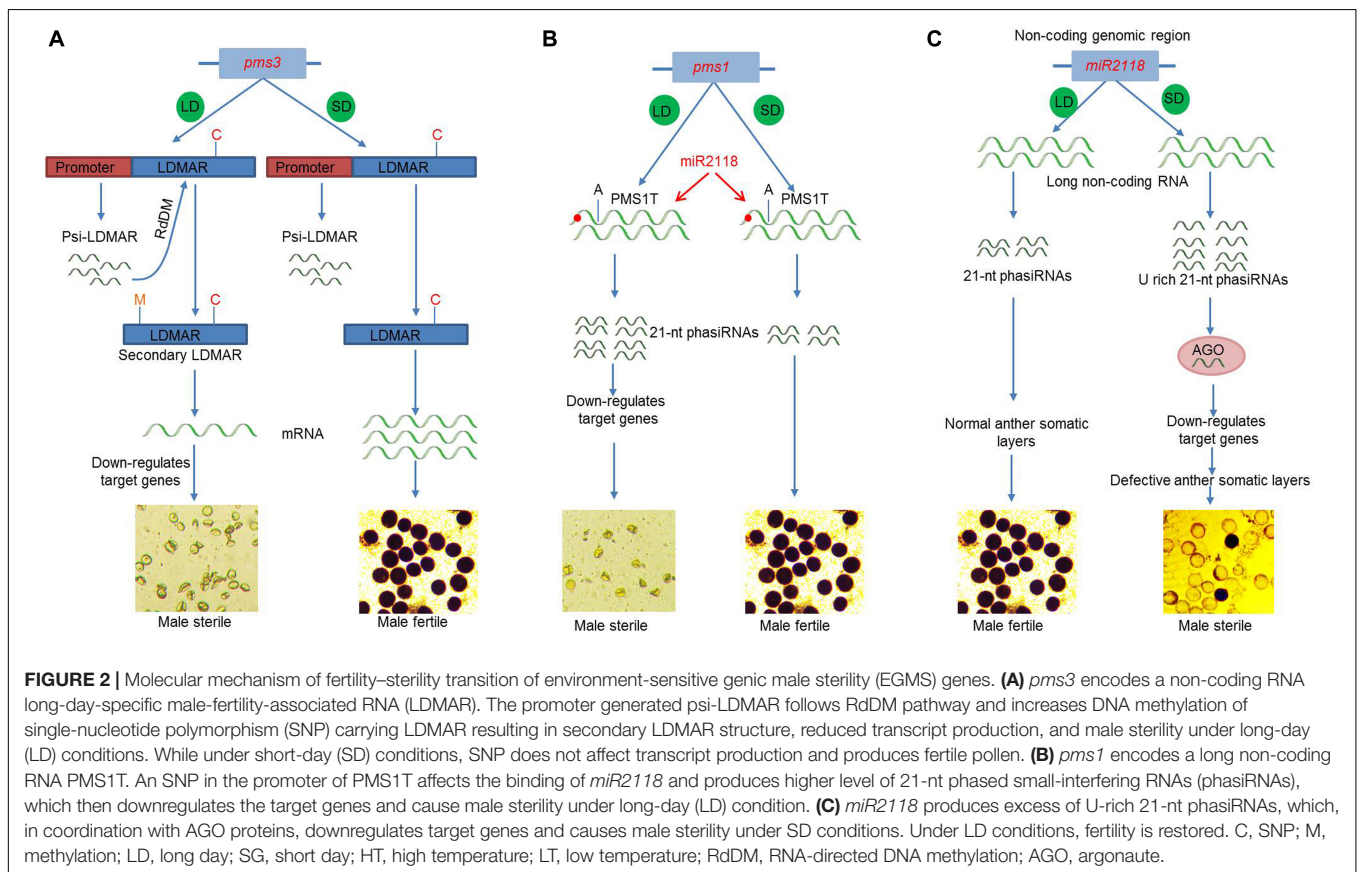 A
pms3
LD
SD
C
C
Promoter
LDMAR
Promoter
LDMAR
RdDM
Psi-LDMAR
Psi-LDMAR
M
C
C
LDMAR
LDMAR
Secondary LDMAR
mRNA
Down-regulates
target genes
Male sterile
Male fertile
B
pms1
LD
SD
miR2118
A
PMS1T
A
PMS1T
21-nt phasiRNAs
Down-regulates
target genes
Male sterile
Male fertile
C
Non-coding genomic region
miR2118
LD
SD
Long non-coding RNA
21-nt phasiRNAs
U rich 21-nt phasiRNAs
AGO
Normal anther somatic
layers
Down-regulates
target genes
Defective anther somatic layers
Male fertile
Male sterile
FIGURE 2 | Molecular mechanism of fertility–sterility transition of environment-sensitive genic male sterility (EGMS) genes. (A) pms3 encodes a non-coding RNA
long-day-specific male-fertility-associated RNA (LDMAR). The promoter generated psi-LDMAR follows RdDM pathway and increases DNA methylation of
single-nucleotide polymorphism (SNP) carrying LDMAR resulting in secondary LDMAR structure, reduced transcript production, and male sterility under long-day
(LD) conditions. While under short-day (SD) conditions, SNP does not affect transcript production and produces fertile pollen. (B) pms1 encodes a long non-coding
RNA PMS1T. An SNP in the promoter of PMS1T affects the binding of miR2118 and produces higher level of 21-nt phased small-interfering RNAs (phasiRNAs),
which then downregulates the target genes and cause male sterility under long-day (LD) condition. (C) miR2118 produces excess of U-rich 21-nt phasiRNAs, which,
in coordination with AGO proteins, downregulates target genes and causes male sterility under SD conditions. Under LD conditions, fertility is restored. C, SNP; M,
methylation; LD, long day; SG, short day; HT, high temperature; LT, low temperature; RdDM, RNA-directed DNA methylation; AGO, argonaute.